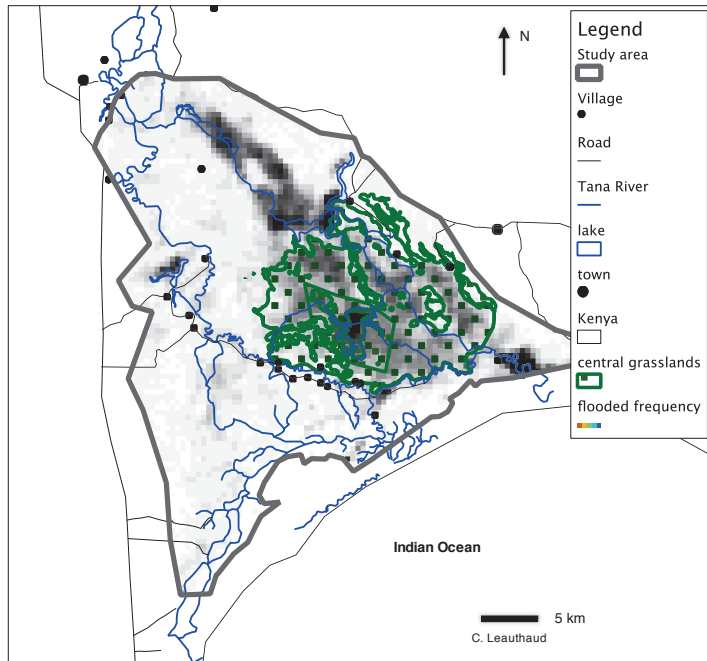 N
Legend
Study area
Village
Road
Tana River
lake
town
Kenya
central grasslands
flooded frequency
Indian Ocean
5 km
C. Leauthaud